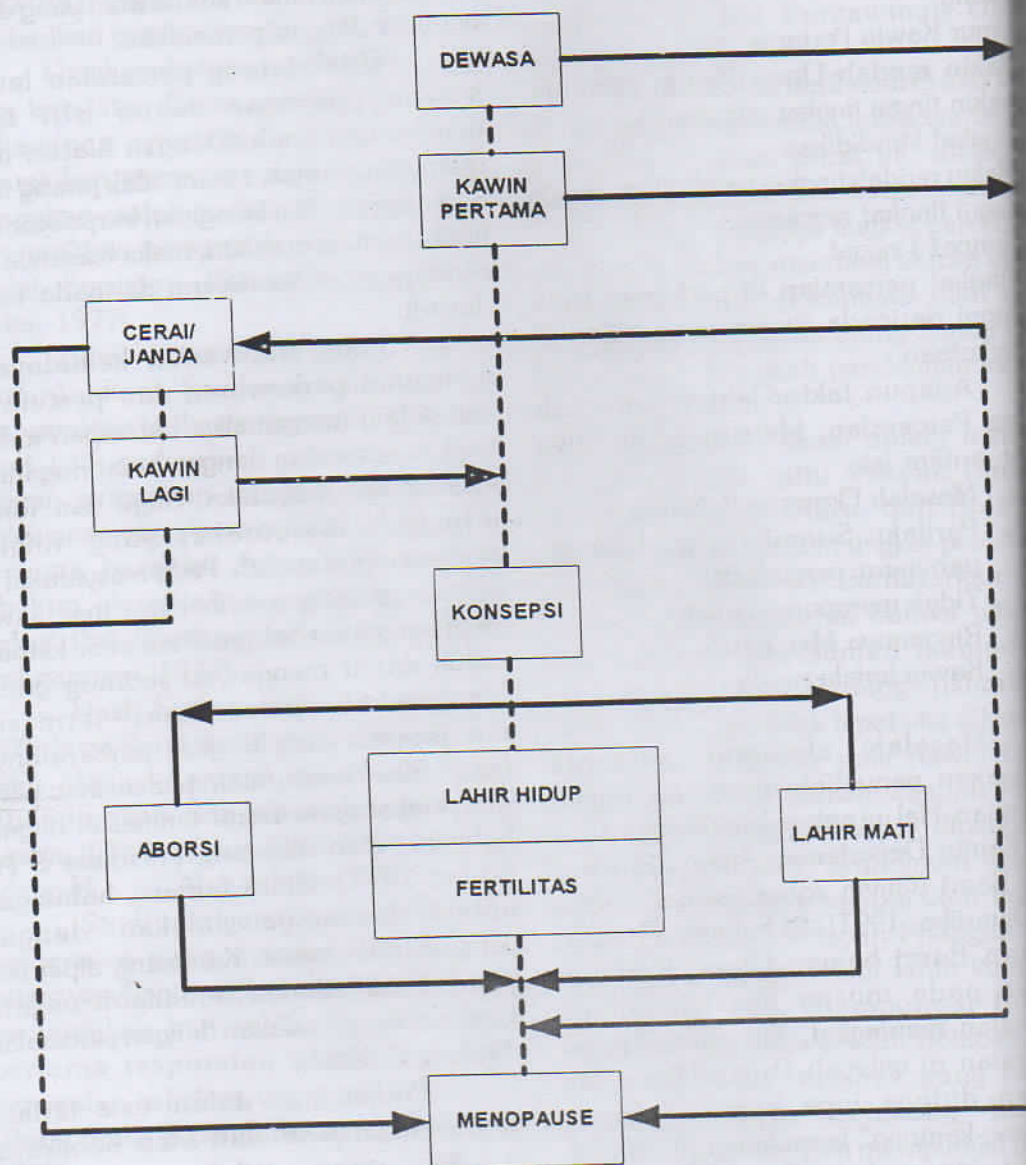 DEWASA
KAWIN
PERTAMA
CERAI/
JANDA
KAWIN
LAGI
KONSEPSI
LAHIR HIDUP
FERTILITAS
ABORSI
LAHIR MATI
MENOPAUSE